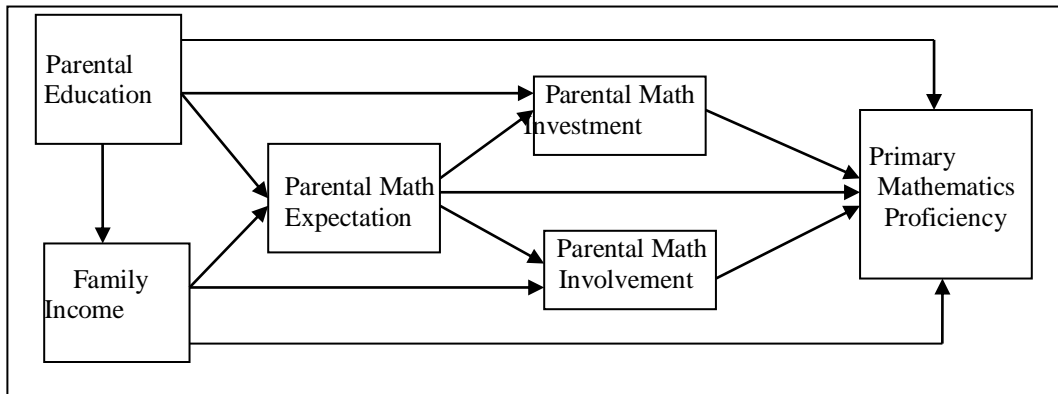 Parental
Education
Parental Math
Investment
Parental Math
Expectation
Primary
Mathematics
Proficiency
Parental Math
Involvement
Family
Income